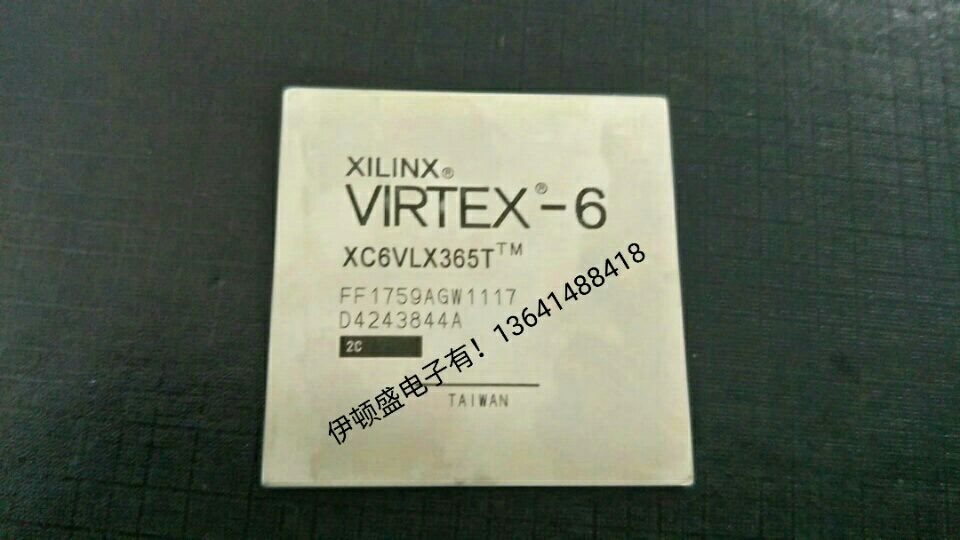 XILINX®
VIRTEX®-6
XC6VLX365T™
FF1759AGW1117
D4243844A
2C
TAIWAN
伊顿盛电子有！13641488418